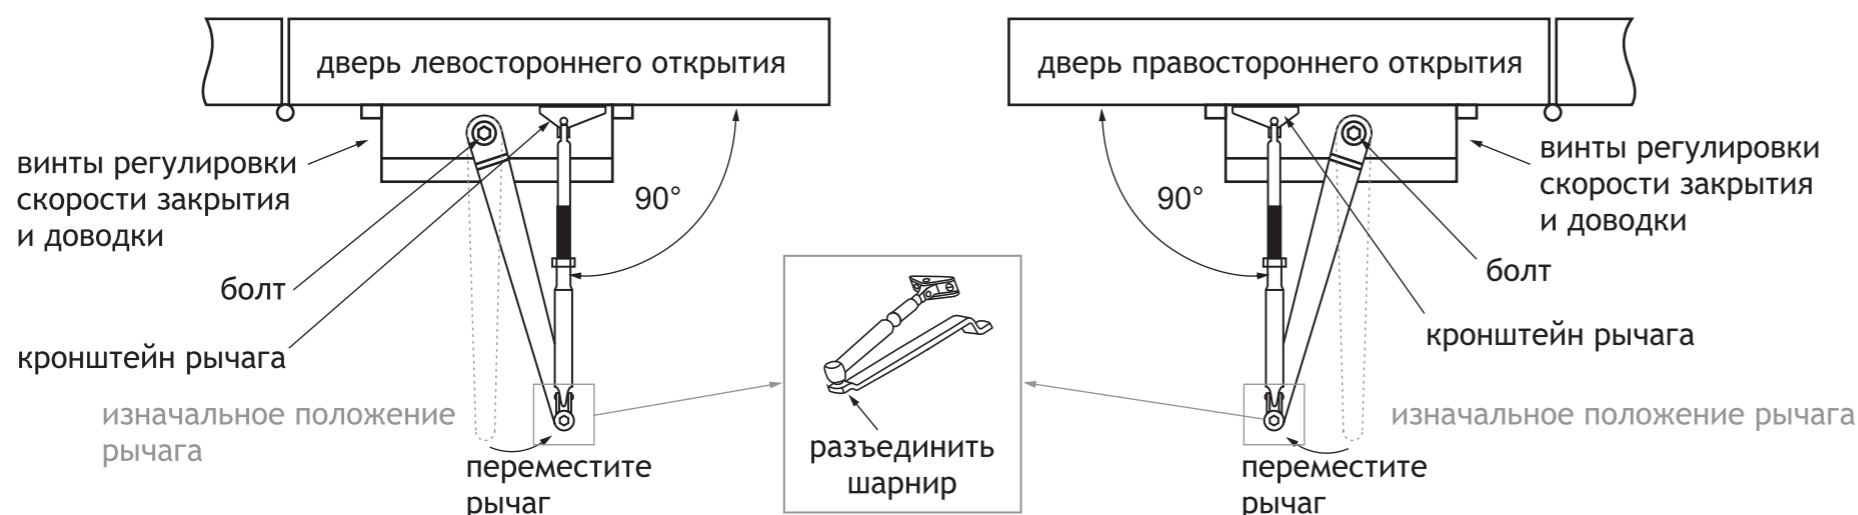 дверь левостороннего открытия
дверь правостороннего открытия
винты регулировки
скорости закрытия
и доводки
90°
болт
кронштейн рычага
изначальное положение
рычага
переместите
рычаг
разъединить
шарнир
90°
винты регулировки
скорости закрытия
и доводки
болт
кронштейн рычага
изначальное положение рычага
переместите
рычаг